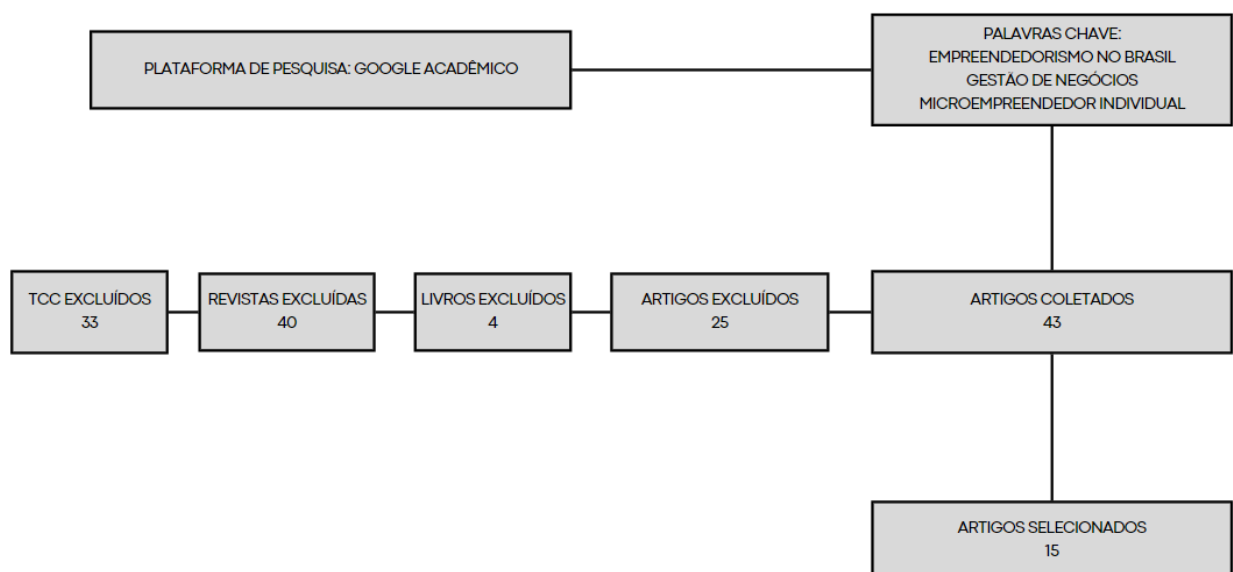 PLATAFORMA DE PESQUISA: GOOGLE ACADÊMICO
PALAVRAS CHAVE:
EMPREENDEDORISMO NO BRASIL
GESTÃO DE NEGÓCIOS
MICROEMPREENDEDOR INDIVIDUAL
TCC EXCLUÍDOS
33
REVISTAS EXCLUÍDAS
40
LIVROS EXCLUÍDOS
4
ARTIGOS EXCLUÍDOS
25
ARTIGOS COLETADOS
43
ARTIGOS SELECIONADOS
15